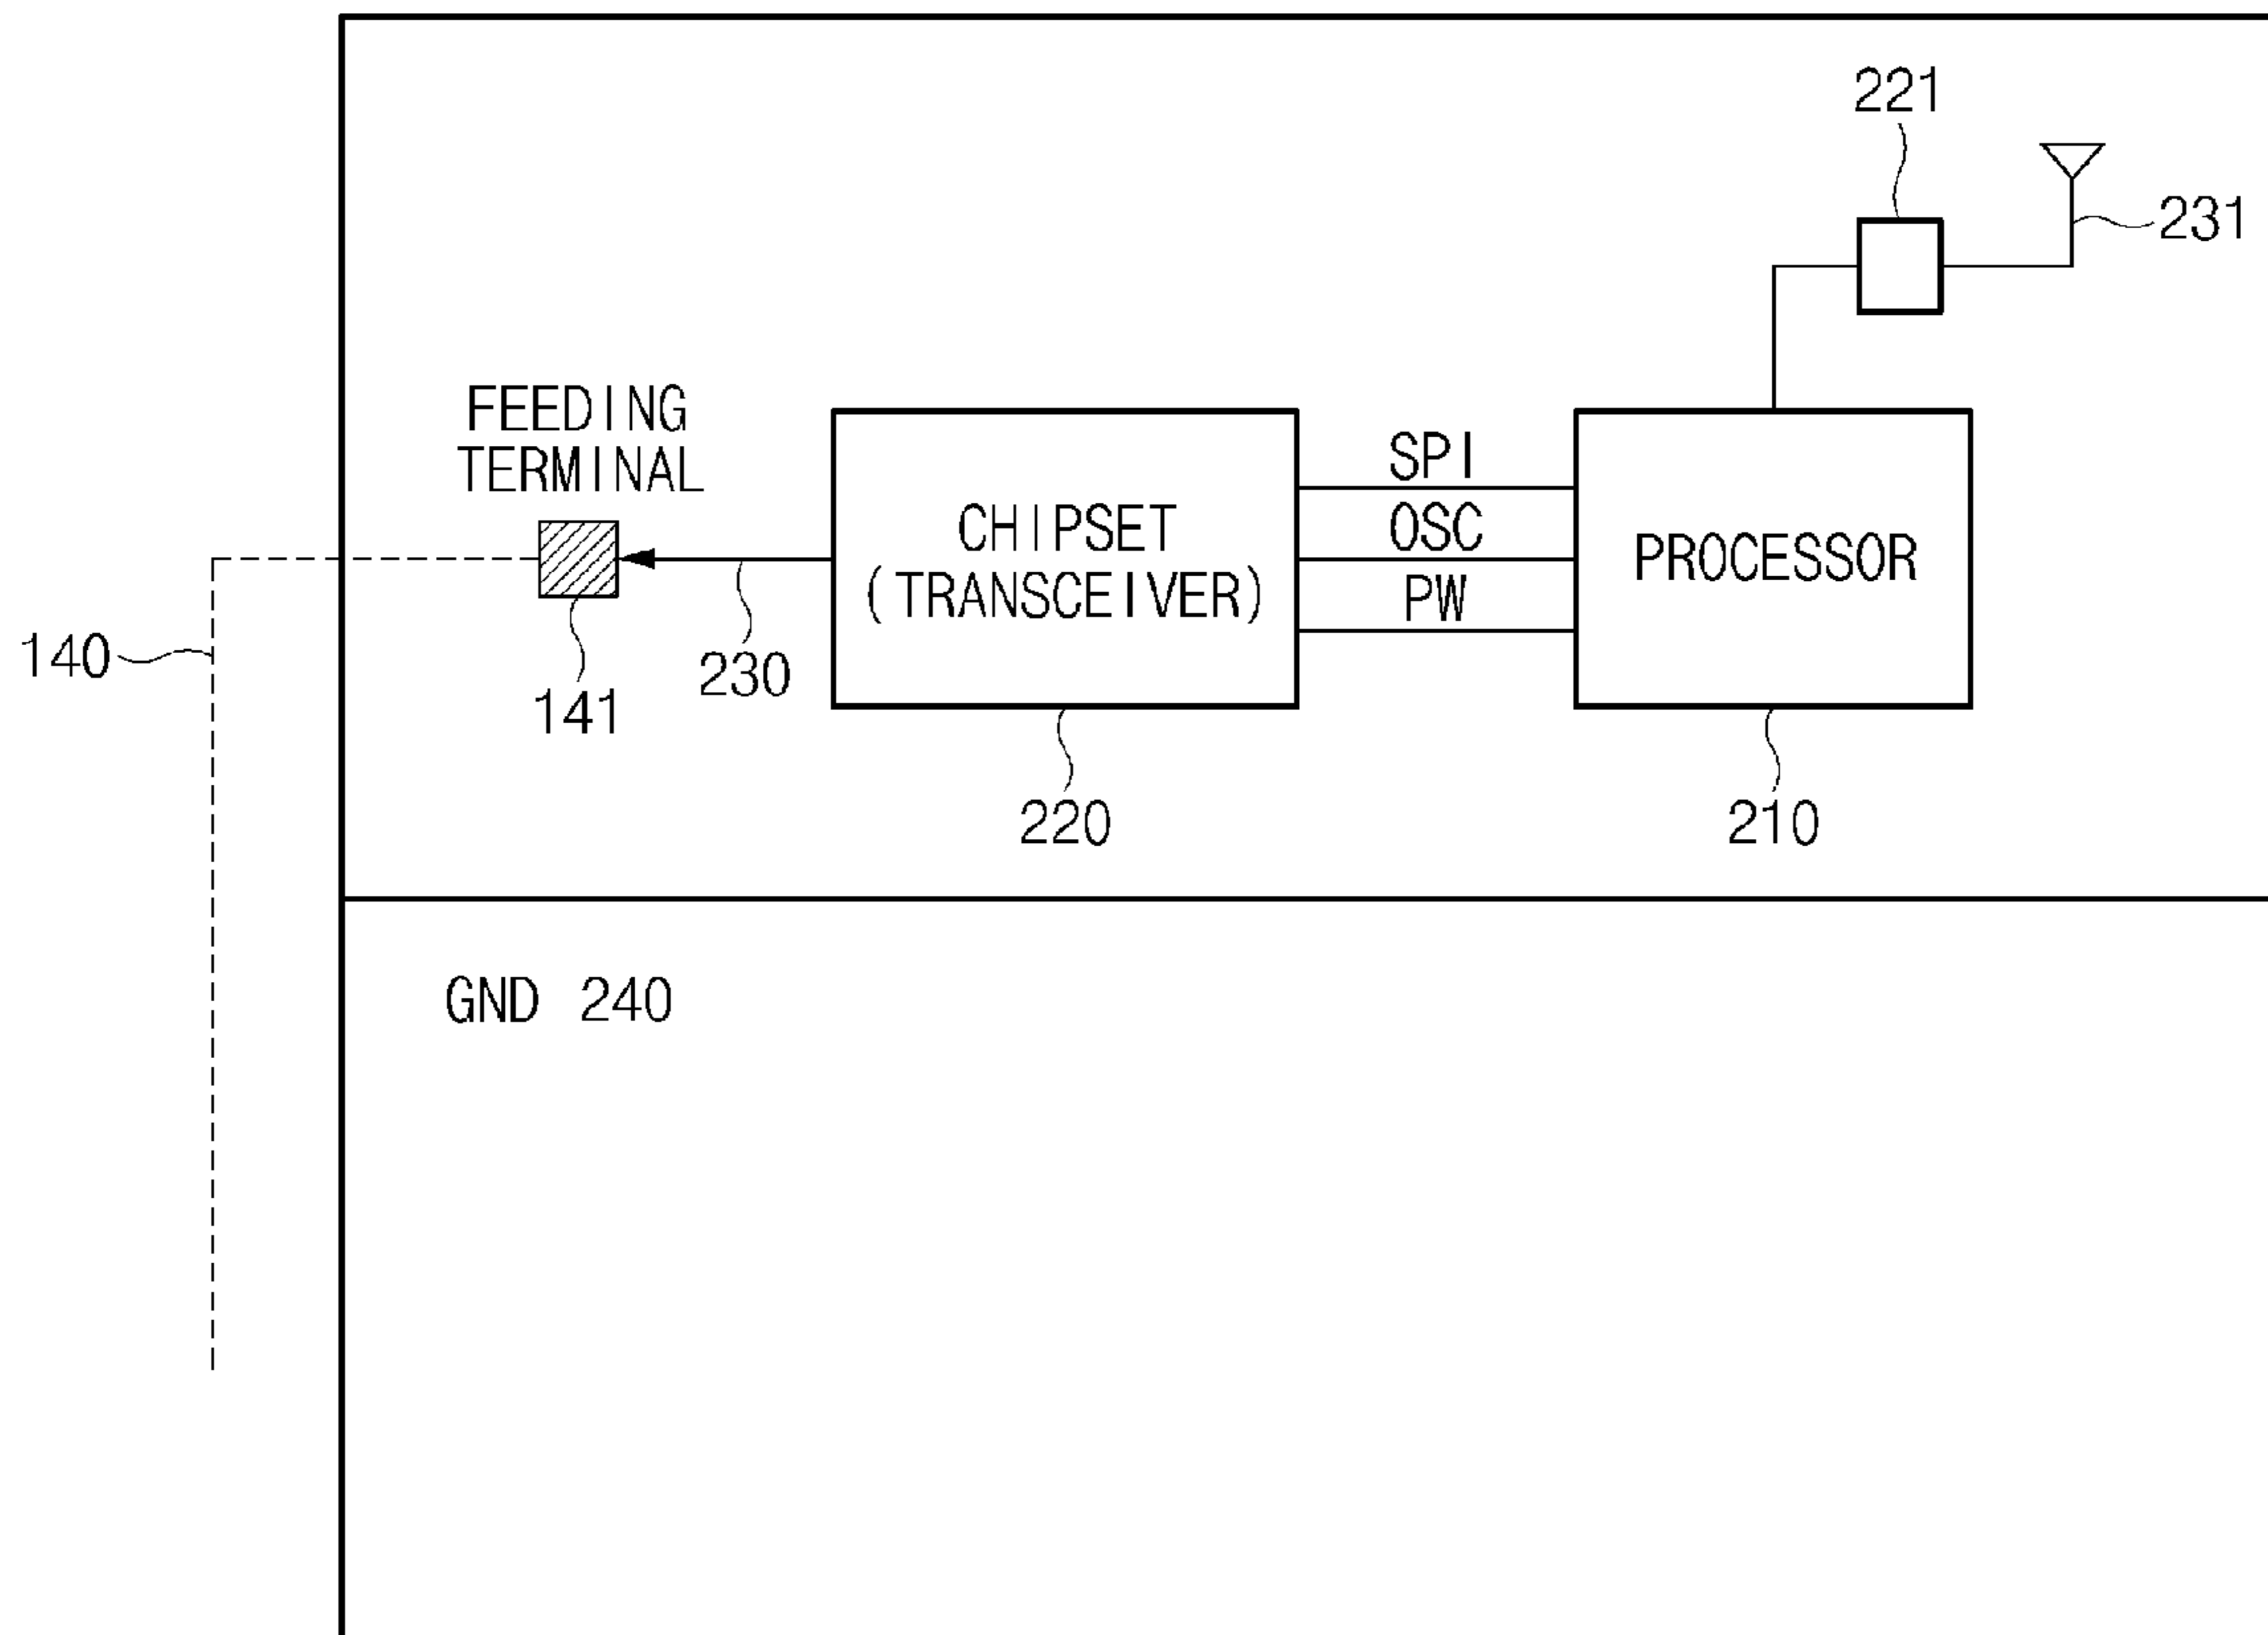 221
231
FEEDING
TERMINAL
SPI
OSC
PW
CHIPSET
(TRANSCEIVER)
PROCESSOR
140
141
230
220
210
GND 240